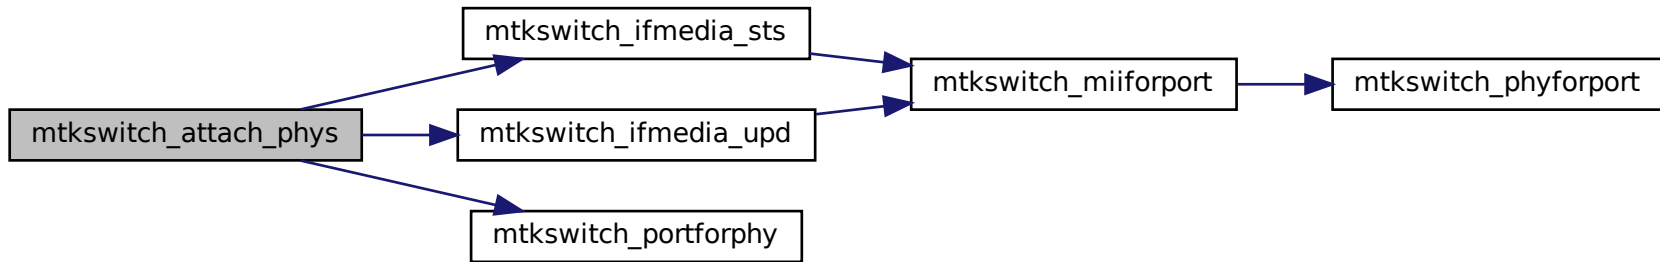 mtkswitch_attach_phys
mtkswitch_ifmedia_sts
mtkswitch_ifmedia_upd
mtkswitch_portforphy
mtkswitch_miiforport
mtkswitch_phyforport